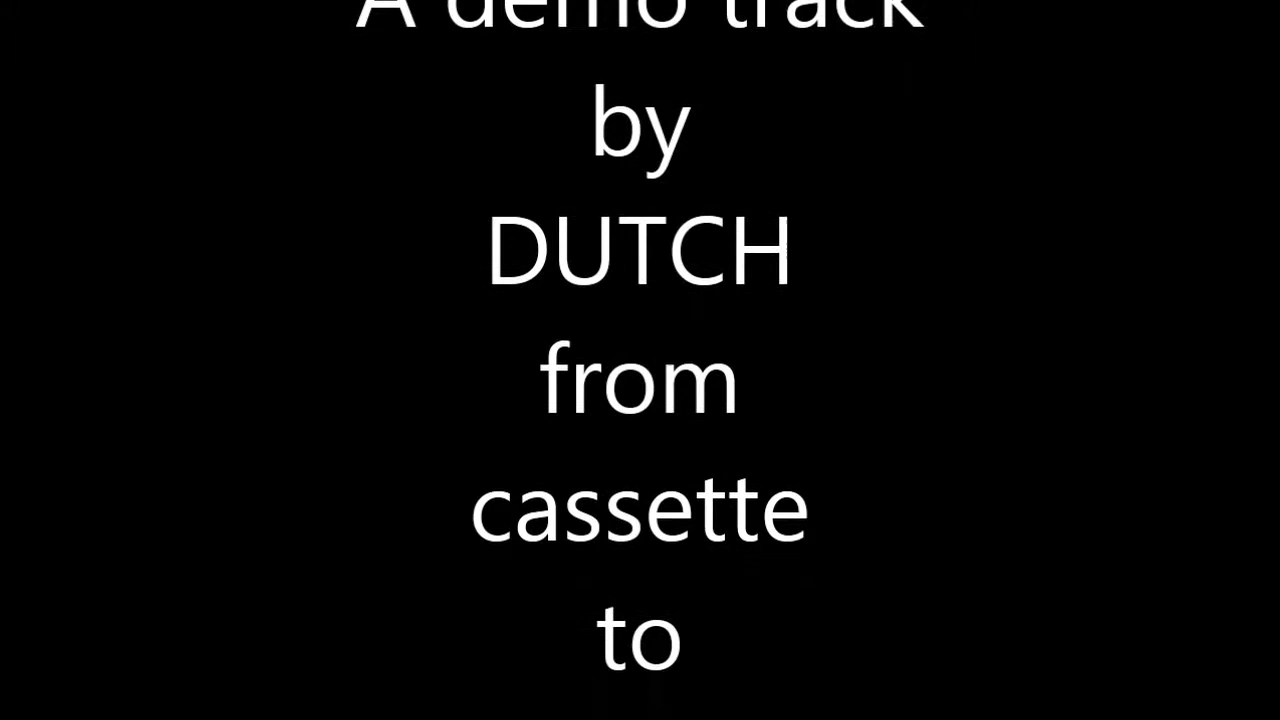 A demo track
by
DUTCH
from
cassette
to